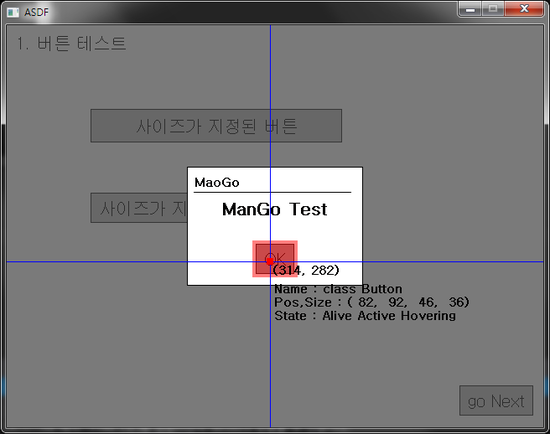 ASDF
1. 버튼 테스트
사이즈가 지정된 버튼
사이즈가 지
MaoGo
ManGo Test
OK
(314, 282)
Name : class Button
Pos,Size : ( 82, 92, 46, 36)
State : Alive Active Hovering
go Next